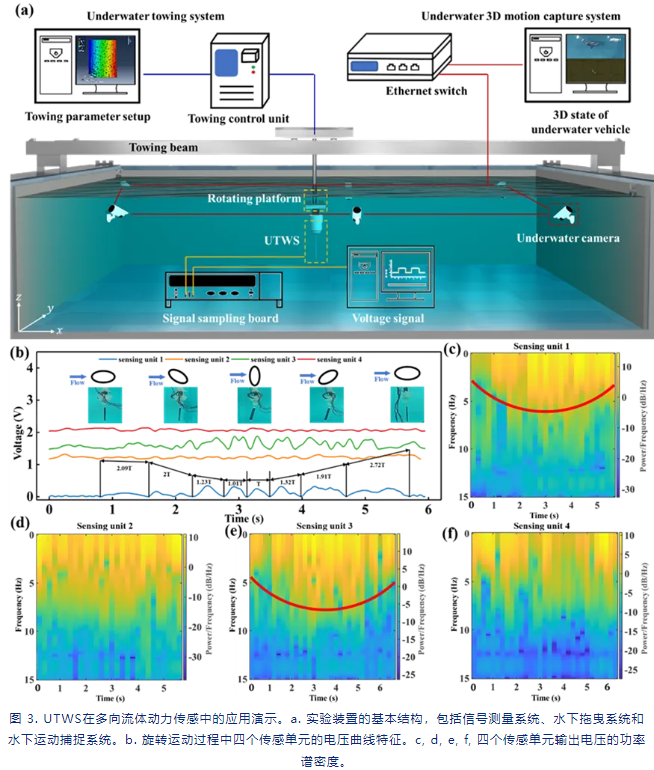 (a)
Underwater towing system
Underwater 3D motion capture system
Towing parameter setup
Towing control unit
Ethernet switch
3D state of
underwater vehicle
Towing beam
Rotating platform
UTWS
Underwater camera
Signal sampling board
Voltage signal
z
y
x
(b)
sensing unit 1 sensing unit 2 sensing unit 3 sensing unit 4
Flow Flow Flow Flow Flow
Voltage (V)
4
3
2
1
0
2.09T 2T 1.23T 1.01T T 1.32T 1.91T 2.72T
0 1 2 3 4 5 6
Time (s)
(c)
Sensing unit 1
Frequency (Hz)
0
5
10
15
0 1 2 3 4 5
Time (s)
Power/Frequency (dB/Hz)
10
0
-10
-20
-30
(d)
Sensing unit 2
Frequency (Hz)
0
5
10
15
0 1 2 3 4 5
Time (s)
Power/Frequency (dB/Hz)
10
0
-10
-20
-30
(e)
Sensing unit 3
Frequency (Hz)
0
5
10
15
0 1 2 3 4 5 6
Time (s)
Power/Frequency (dB/Hz)
10
5
0
-5
-10
-15
-20
-25
(f)
Sensing unit 4
Frequency (Hz)
0
5
10
15
0 1 2 3 4 5 6
Time (s)
Power/Frequency (dB/Hz)
10
5
0
-5
-10
-15
-20
-25
图 3. UTWS在多向流体动力传感中的应用演示。a. 实验装置的基本结构，包括信号测量系统、水下拖曳系统和
水下运动捕捉系统。b. 旋转运动过程中四个传感单元的电压曲线特征。c, d, e, f, 四个传感单元输出电压的功率
谱密度。